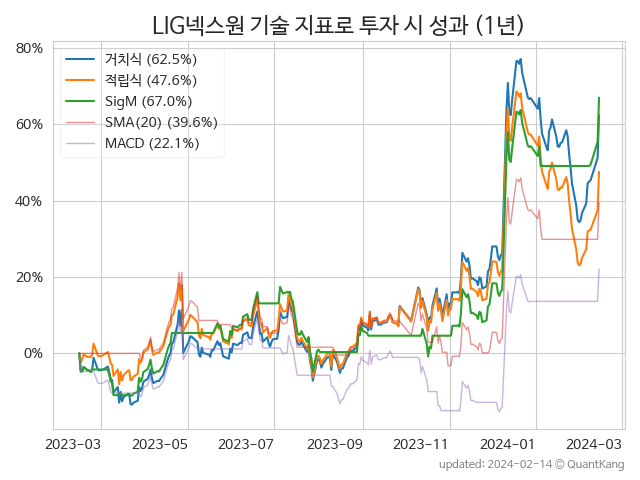 LIG넥스원 기술 지표로 투자 시 성과 (1년)
거치식 (62.5%)
적립식 (47.6%)
SigM (67.0%)
SMA(20) (39.6%)
MACD (22.1%)
80%
60%
40%
20%
0%
2023-03 2023-05 2023-07 2023-09 2023-11 2024-01 2024-03
updated: 2024-02-14 © QuantKang